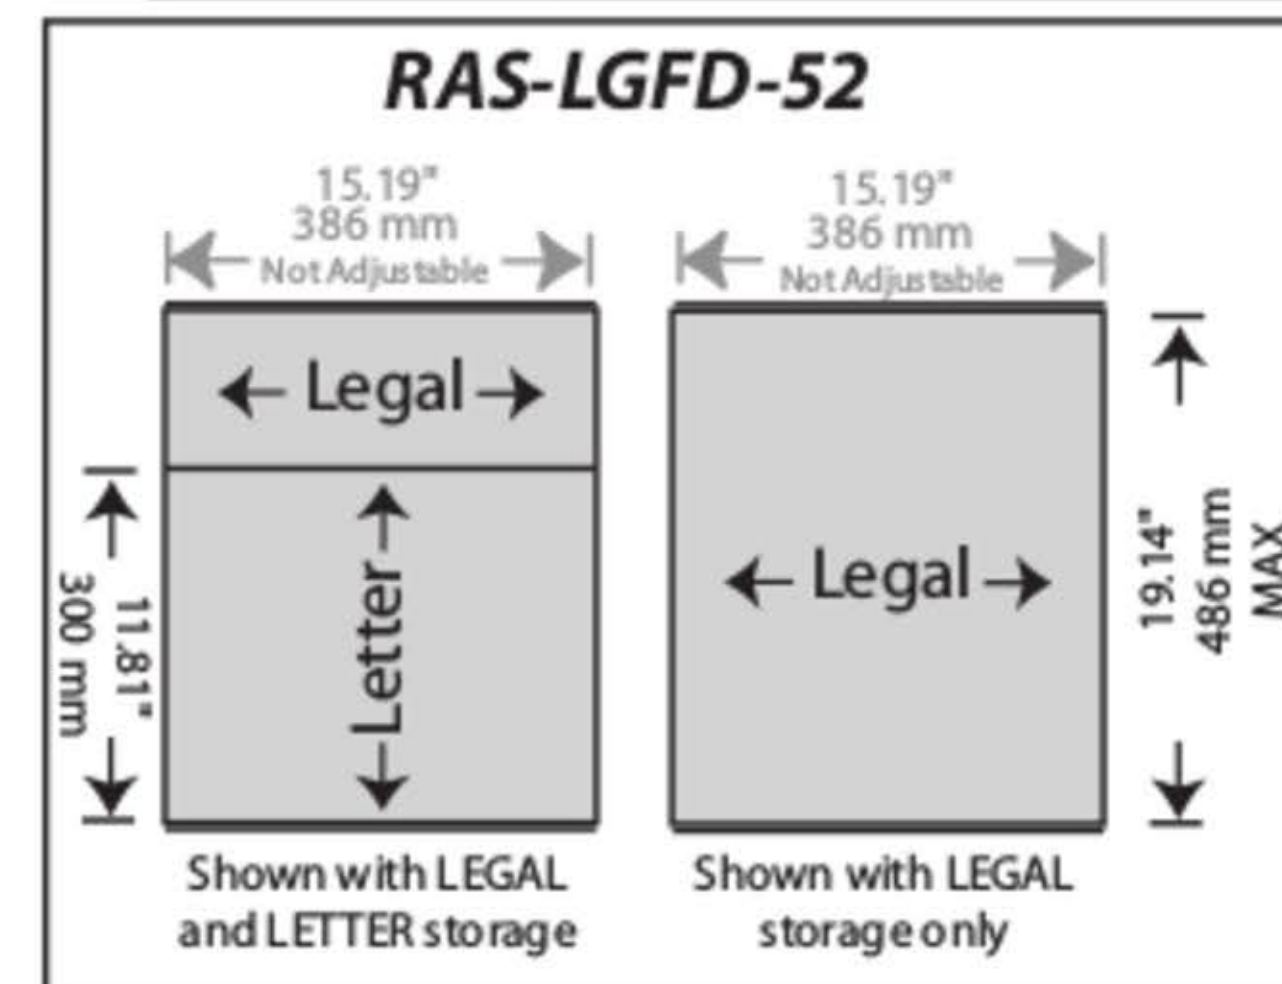 RAS-LGFD-52
15.19"
386 mm
Not Adjustable
15.19"
386 mm
Not Adjustable
Legal
Letter
11.81"
300 mm
Legal
19.14"
486 mm
MAX
Shown with LEGAL
and LETTER storage
Shown with LEGAL
storage only